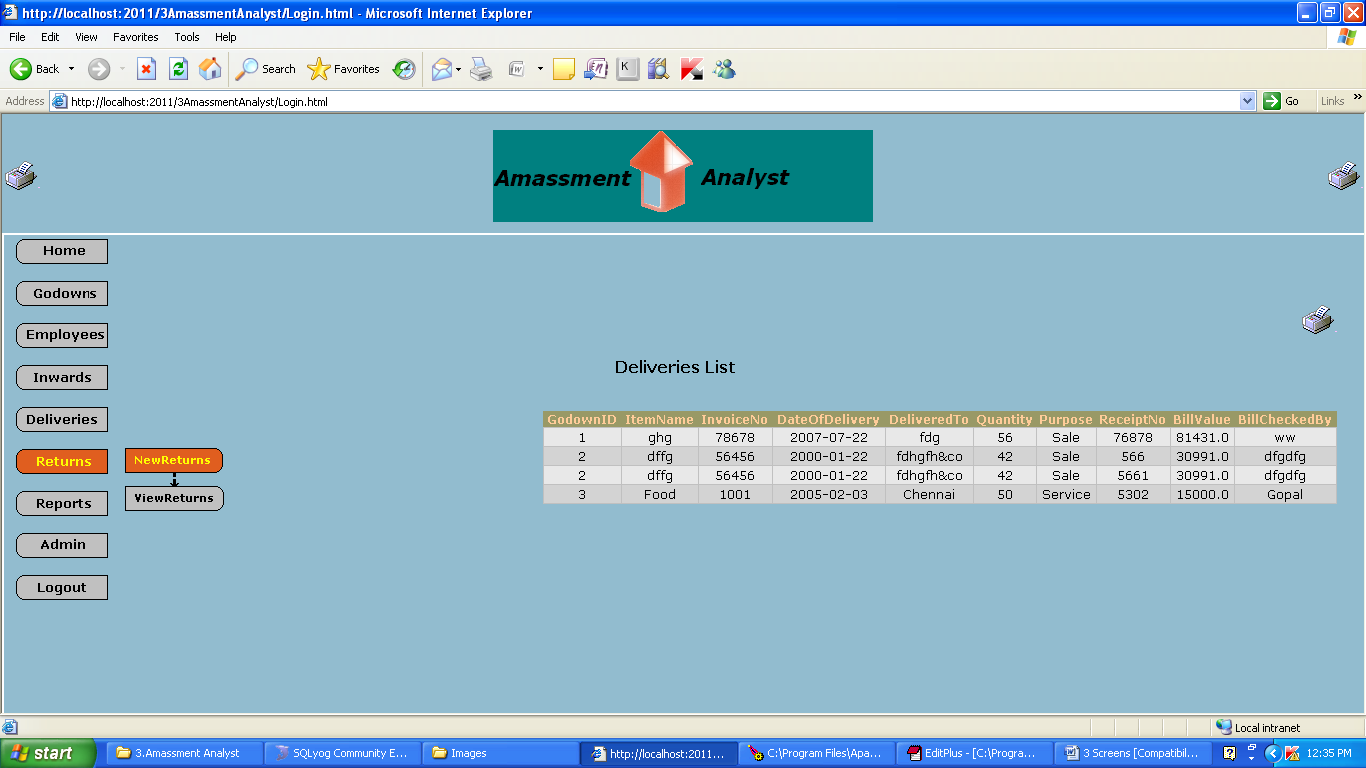 http://localhost:2011/3AmassmentAnalyst/Login.html - Microsoft Internet Explorer
File Edit View Favorites Tools Help
Back Search Favorites
Address http://localhost:2011/3AmassmentAnalyst/Login.html Go Links »
Amassment Analyst
Home
Godowns
Employees
Inwards
Deliveries
Returns NewReturns
ViewReturns
Reports
Admin
Logout
Deliveries List
GodownID ItemName InvoiceNo DateOfDelivery DeliveredTo Quantity Purpose ReceiptNo BillValue BillCheckedBy
1 ghg 78678 2007-07-22 fdg 56 Sale 76878 81431.0 ww
2 dffg 56456 2000-01-22 fdhgfh&co 42 Sale 566 30991.0 dfgdfg
2 dffg 56456 2000-01-22 fdhgfh&co 42 Sale 5661 30991.0 dfgdfg
3 Food 1001 2005-02-03 Chennai 50 Service 5302 15000.0 Gopal
Local intranet
start 3.Amassment Analyst SQLyog Community E... Images http://localhost:2011... C:\Program Files\Apa... EditPlus - [C:\Progra... 3 Screens [Compatibil... 12:35 PM